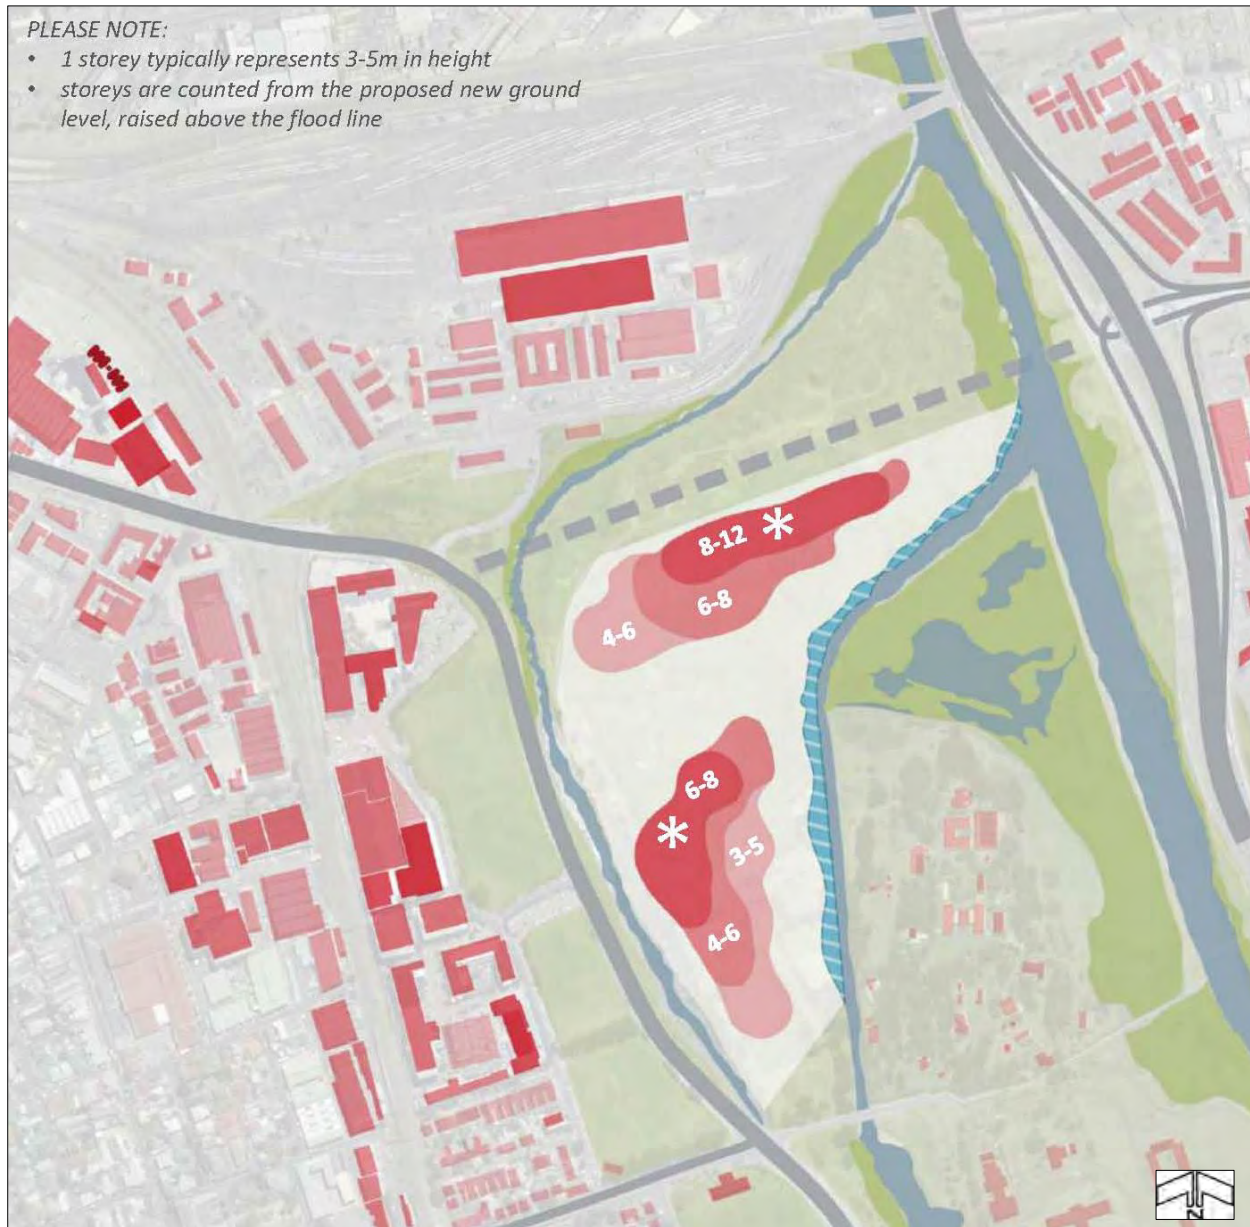 PLEASE NOTE:
• 1 storey typically represents 3-5m in height
• storeys are counted from the proposed new ground
level, raised above the flood line
8-12
6-8
4-6
6-8
3-5
4-6
N